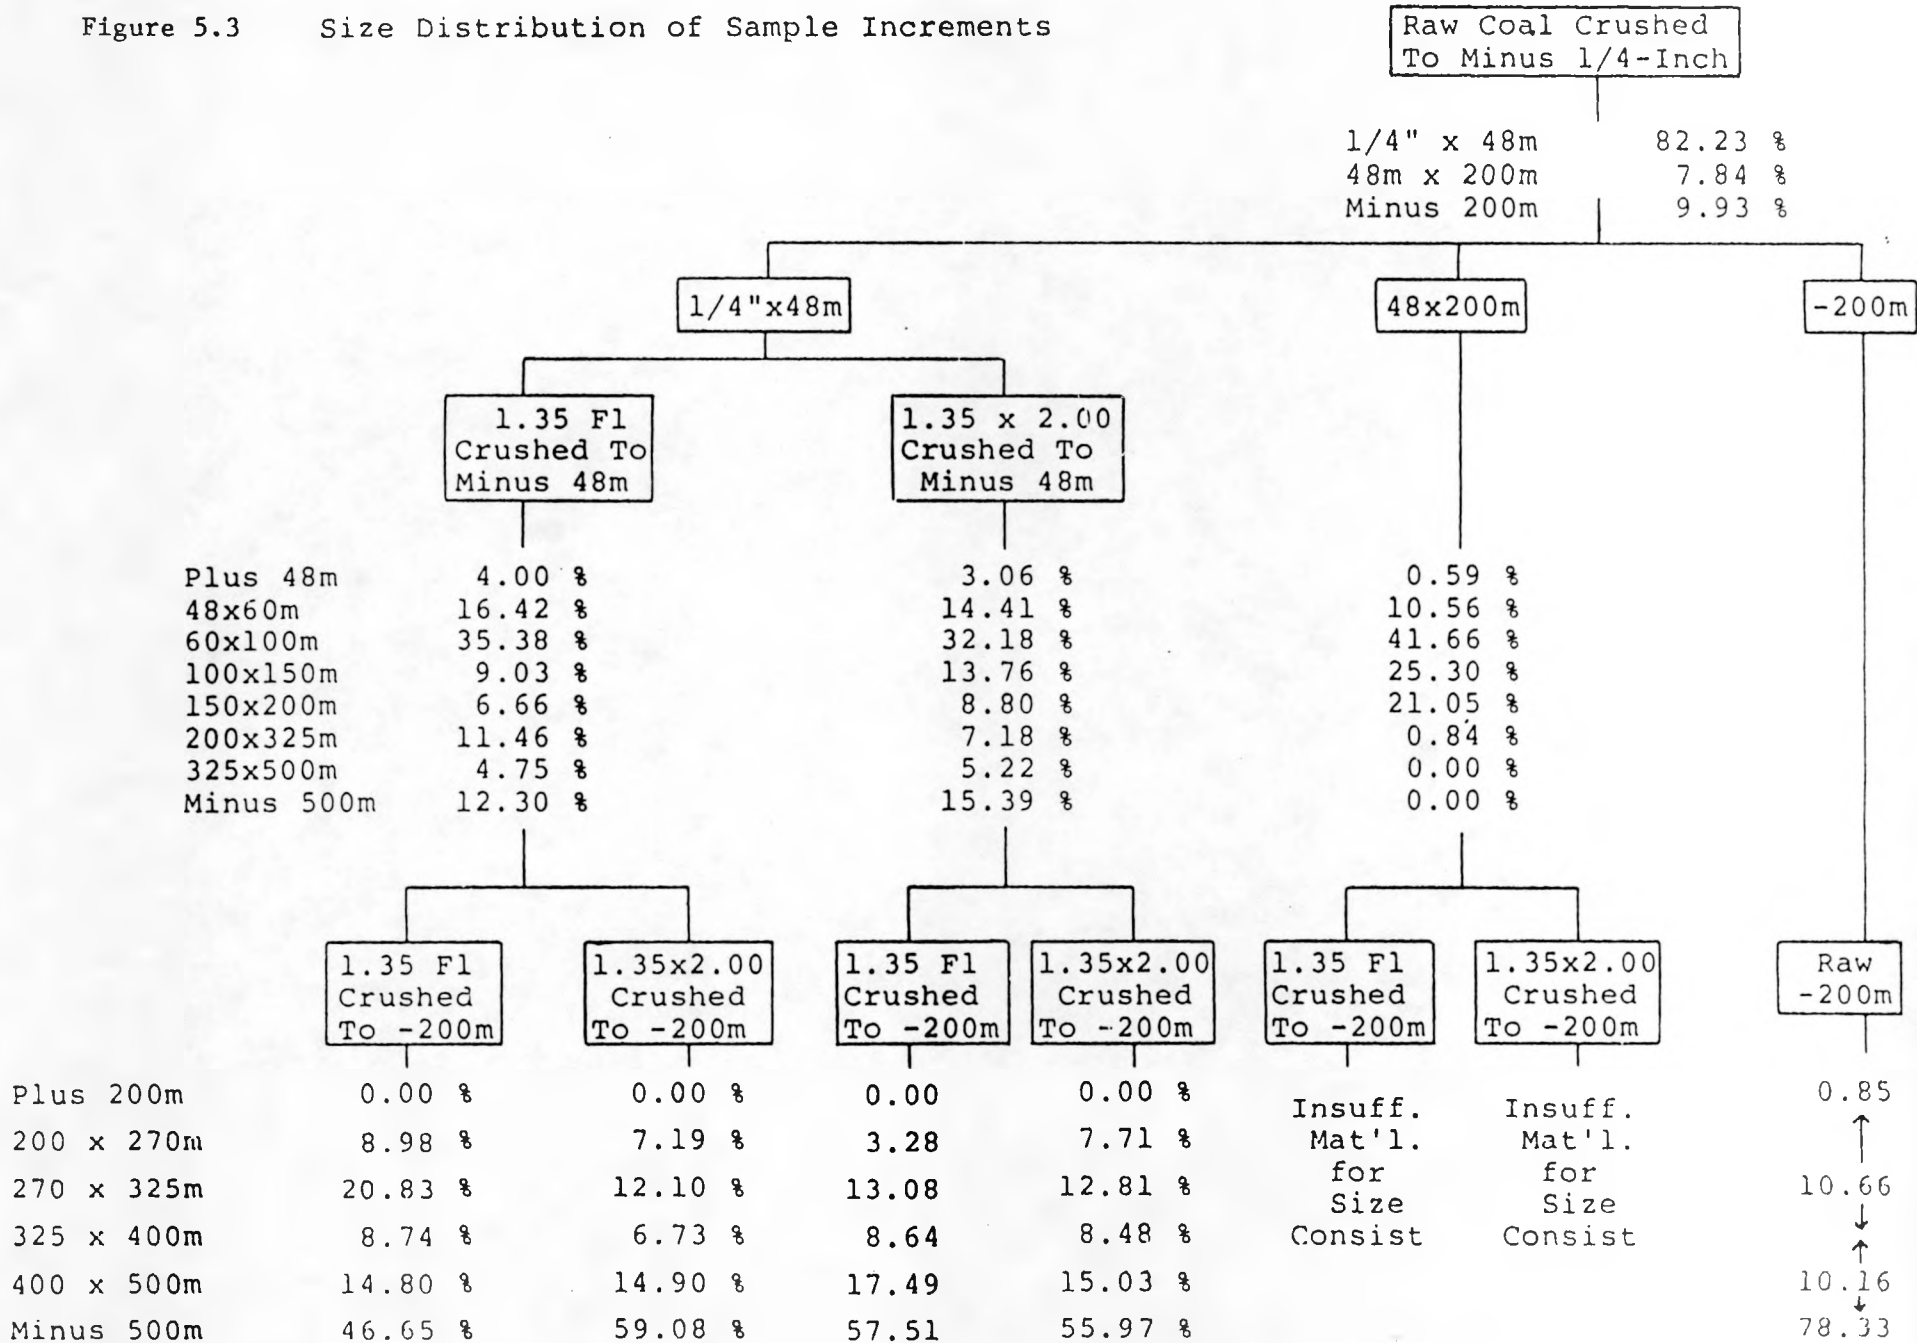 Figure 5.3 Size Distribution of Sample Increments
Raw Coal Crushed
To Minus 1/4-Inch
1/4" x 48m 82.23 %
48m x 200m 7.84 %
Minus 200m 9.93 %
1/4"x48m 48x200m -200m
1.35 Fl 1.35 x 2.00
Crushed To Crushed To
Minus 48m Minus 48m
Plus 48m 4.00 % 3.06 % 0.59 %
48x60m 16.42 % 14.41 % 10.56 %
60x100m 35.38 % 32.18 % 41.66 %
100x150m 9.03 % 13.76 % 25.30 %
150x200m 6.66 % 8.80 % 21.05 %
200x325m 11.46 % 7.18 % 0.84 %
325x500m 4.75 % 5.22 % 0.00 %
Minus 500m 12.30 % 15.39 % 0.00 %
1.35 Fl 1.35x2.00 1.35 Fl 1.35x2.00 1.35 Fl 1.35x2.00 Raw
Crushed Crushed Crushed Crushed Crushed Crushed -200m
To -200m To -200m To -200m To -200m To -200m To -200m
Plus 200m 0.00 % 0.00 % 0.00 0.00 % Insuff. Insuff. 0.85
200 x 270m 8.98 % 7.19 % 3.28 7.71 % Mat'l. Mat'l. ↑
for for
270 x 325m 20.83 % 12.10 % 13.08 12.81 % Size Size 10.66
325 x 400m 8.74 % 6.73 % 8.64 8.48 % Consist Consist ↓ ↑
400 x 500m 14.80 % 14.90 % 17.49 15.03 % 10.16 ↓
Minus 500m 46.65 % 59.08 % 57.51 55.97 % 78.33